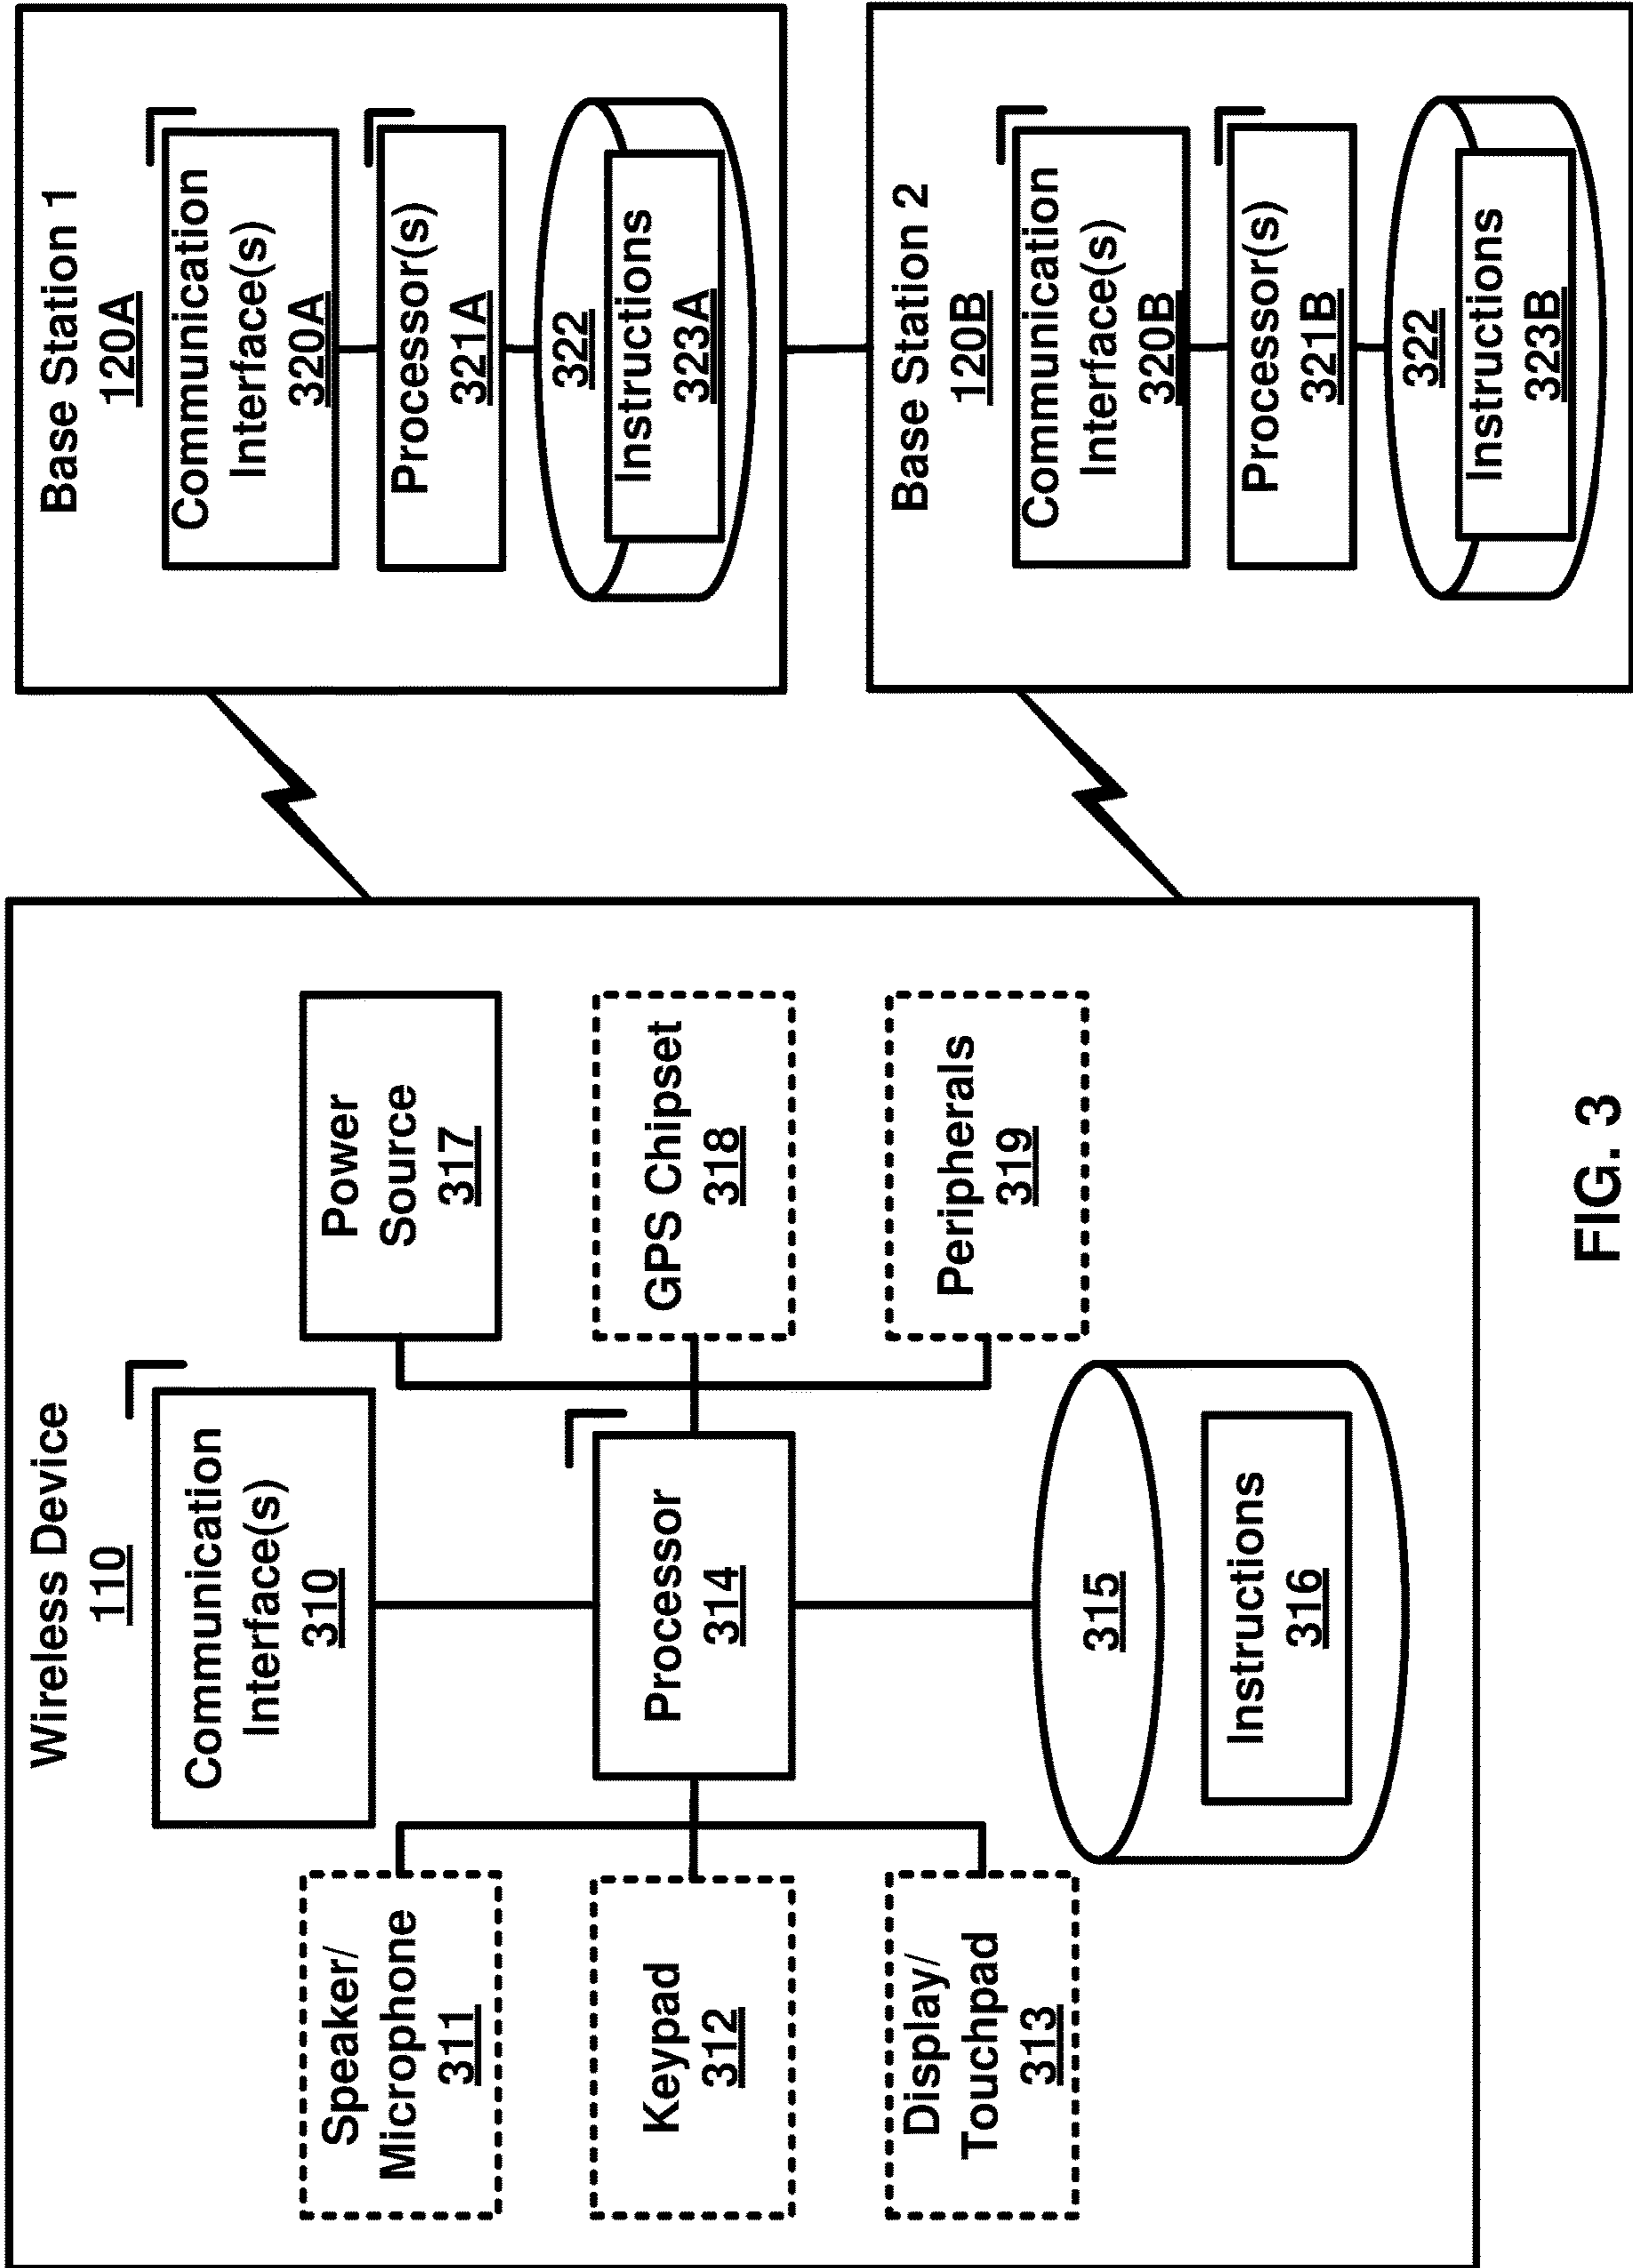 Wireless Device
110
Communication
Interface(s)
310
Speaker/
Microphone
311
Keypad
312
Display/
Touchpad
313
Processor
314
315
Instructions
316
Power
Source
317
GPS Chipset
318
Peripherals
319
Base Station 1
120A
Communication
Interface(s)
320A
Processor(s)
321A
322
Instructions
323A
Base Station 2
120B
Communication
Interface(s)
320B
Processor(s)
321B
322
Instructions
323B
FIG. 3